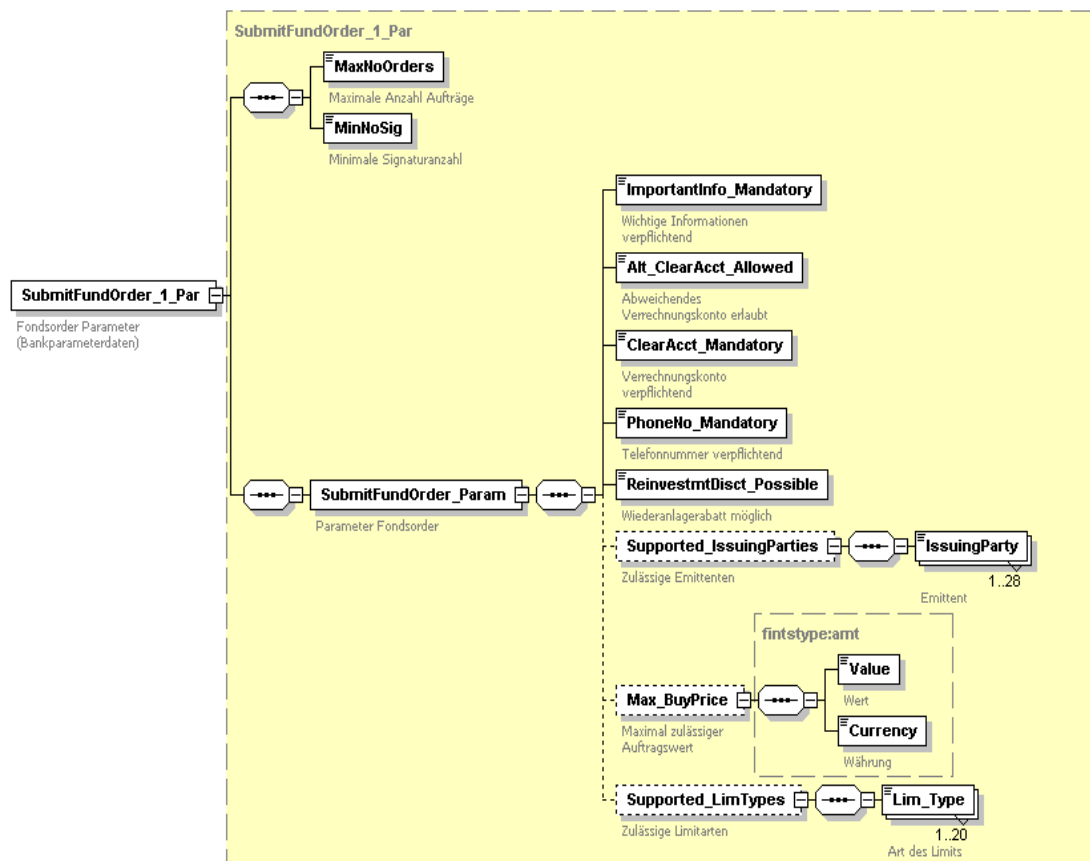 SubmitFundOrder_1_Par
MaxNoOrders
Maximale Anzahl Aufträge
MinNoSig
Minimale Signaturanzahl
ImportantInfo_Mandatory
Wichtige Informationen
verpflichtend
Alt_ClearAcct_Allowed
Abweichendes
Verrechnungskonto erlaubt
SubmitFundOrder_1_Par
Fondsorder Parameter
(Bankparameterdaten)
ClearAcct_Mandatory
Verrechnungskonto
verpflichtend
PhoneNo_Mandatory
Telefonnummer verpflichtend
SubmitFundOrder_Param
Parameter Fondsorder
ReinvestmtDisct_Possible
Wiederanlagerabatt möglich
Supported_IssuingParties
Zulässige Emittenten
IssuingParty
1..28
Emittent
fintstype:amt
Max_BuyPrice
Maximal zulässiger
Auftragswert
Value
Wert
Currency
Währung
Supported_LimTypes
Zulässige Limitarten
Lim_Type
1..20
Art des Limits